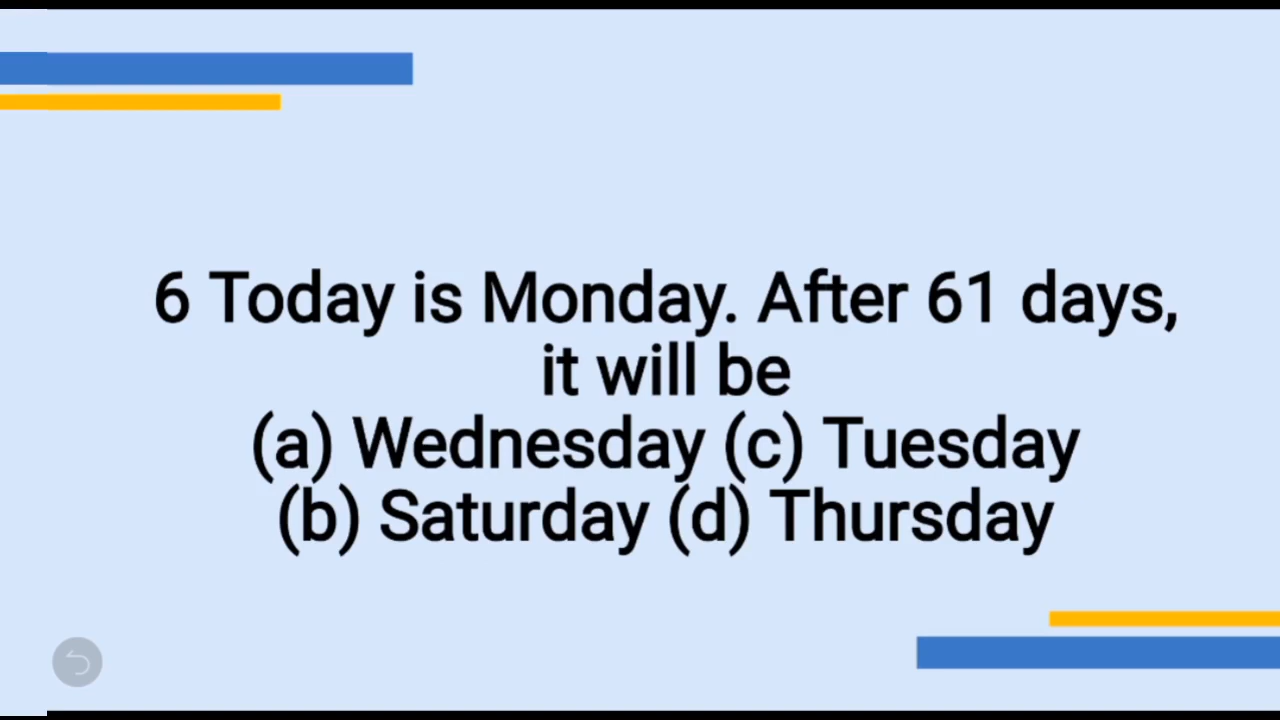 6 Today is Monday. After 61 days,
it will be
(a) Wednesday (c) Tuesday
(b) Saturday (d) Thursday